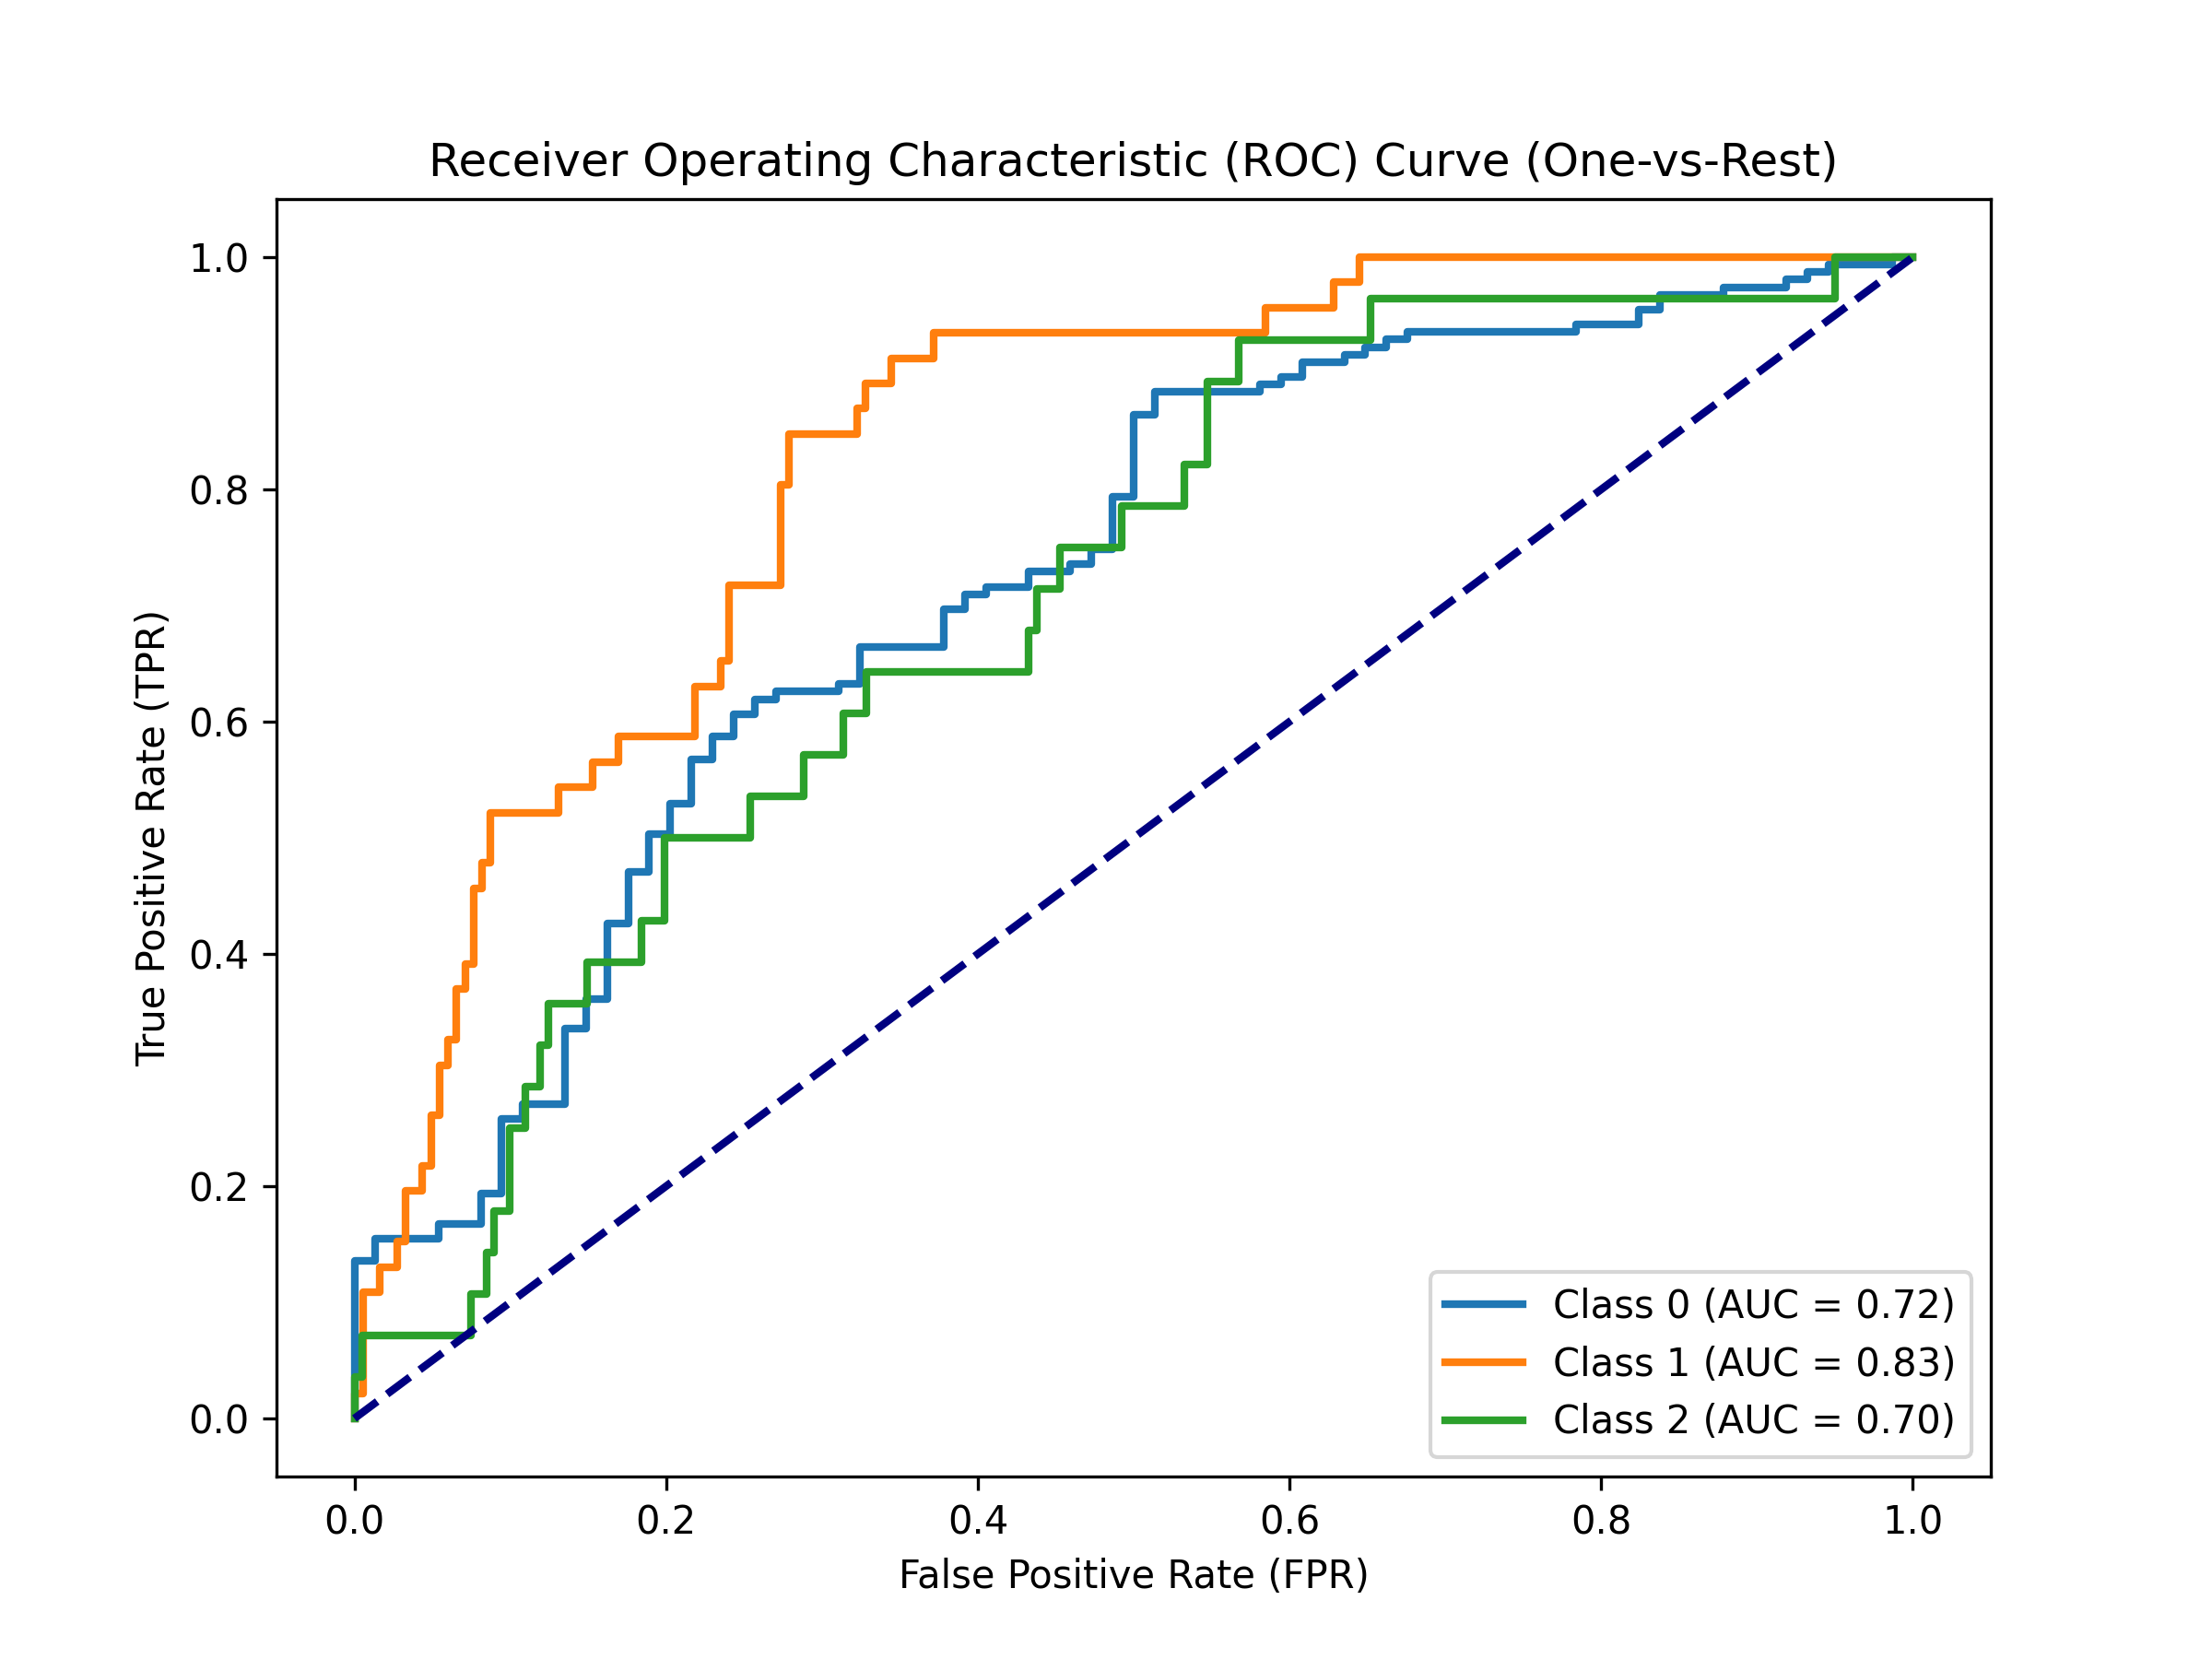 Receiver Operating Characteristic (ROC) Curve (One-vs-Rest)
1.0
0.8
0.6
0.4
0.2
0.0
True Positive Rate (TPR)
Class 0 (AUC = 0.72)
Class 1 (AUC = 0.83)
Class 2 (AUC = 0.70)
0.0 0.2 0.4 0.6 0.8 1.0
False Positive Rate (FPR)